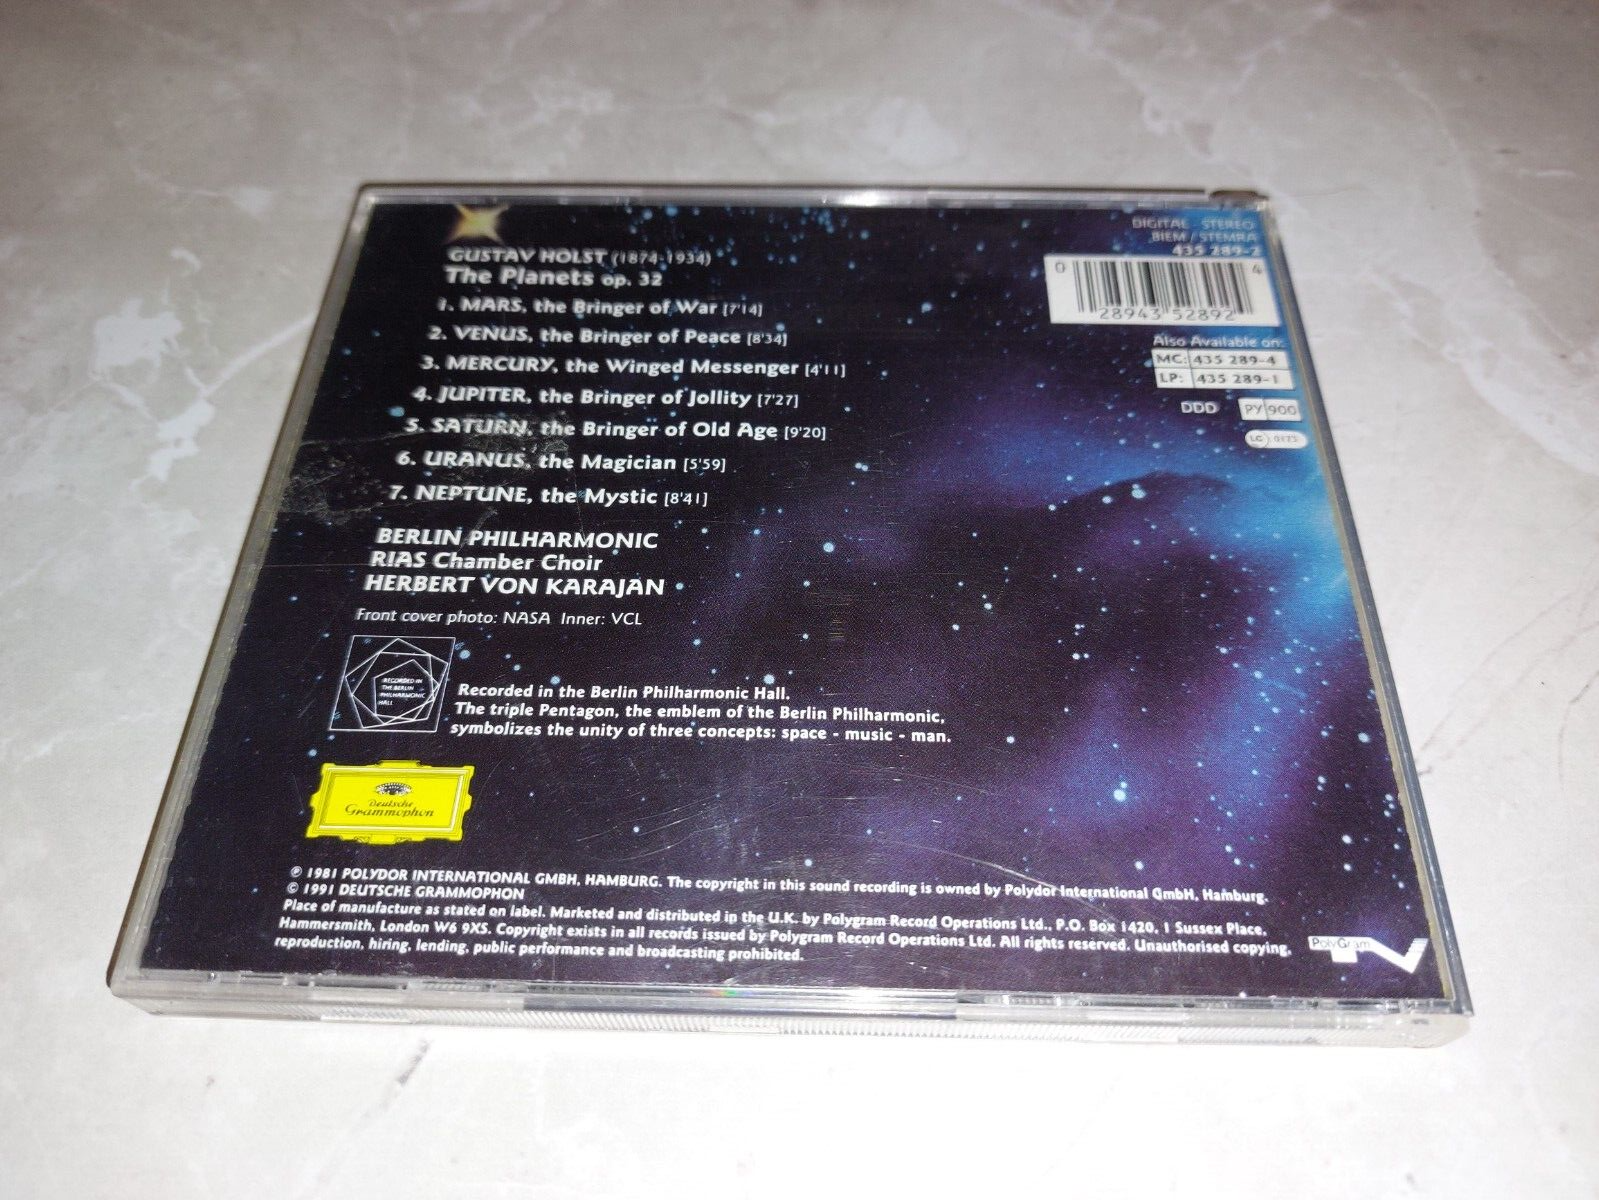 GUSTAV HOLST (1874-1934)
The Planets op. 32
1. MARS, the Bringer of War [7'14]
2. VENUS, the Bringer of Peace [8'34]
3. MERCURY, the Winged Messenger [4'11]
4. JUPITER, the Bringer of Jollity [7'27]
5. SATURN, the Bringer of Old Age [9'20]
6. URANUS, the Magician [5'59]
7. NEPTUNE, the Mystic [8'41]
BERLIN PHILHARMONIC
RIAS Chamber Choir
HERBERT VON KARAJAN
Front cover photo: NASA Inner: VCL
DIGITAL STEREO
BIEM / STEMRA
435 289-2
0 28943 52892 4
Also Available on:
MC: 435 289-4
LP: 435 289-1
DDD PY 900
LC 0173
RECORDED IN
THE BERLIN
PHILHARMONIC
HALL
Recorded in the Berlin Philharmonic Hall.
The triple Pentagon, the emblem of the Berlin Philharmonic,
symbolizes the unity of three concepts: space - music - man.
Deutsche
Grammophon
℗ 1981 POLYDOR INTERNATIONAL GMBH, HAMBURG. The copyright in this sound recording is owned by Polydor International GmbH, Hamburg.
© 1991 DEUTSCHE GRAMMOPHON
Place of manufacture as stated on label. Marketed and distributed in the U.K. by Polygram Record Operations Ltd., P.O. Box 1420, 1 Sussex Place,
Hammersmith, London W6 9XS. Copyright exists in all records issued by Polygram Record Operations Ltd. All rights reserved. Unauthorised copying,
reproduction, hiring, lending, public performance and broadcasting prohibited.
PolyGram TV